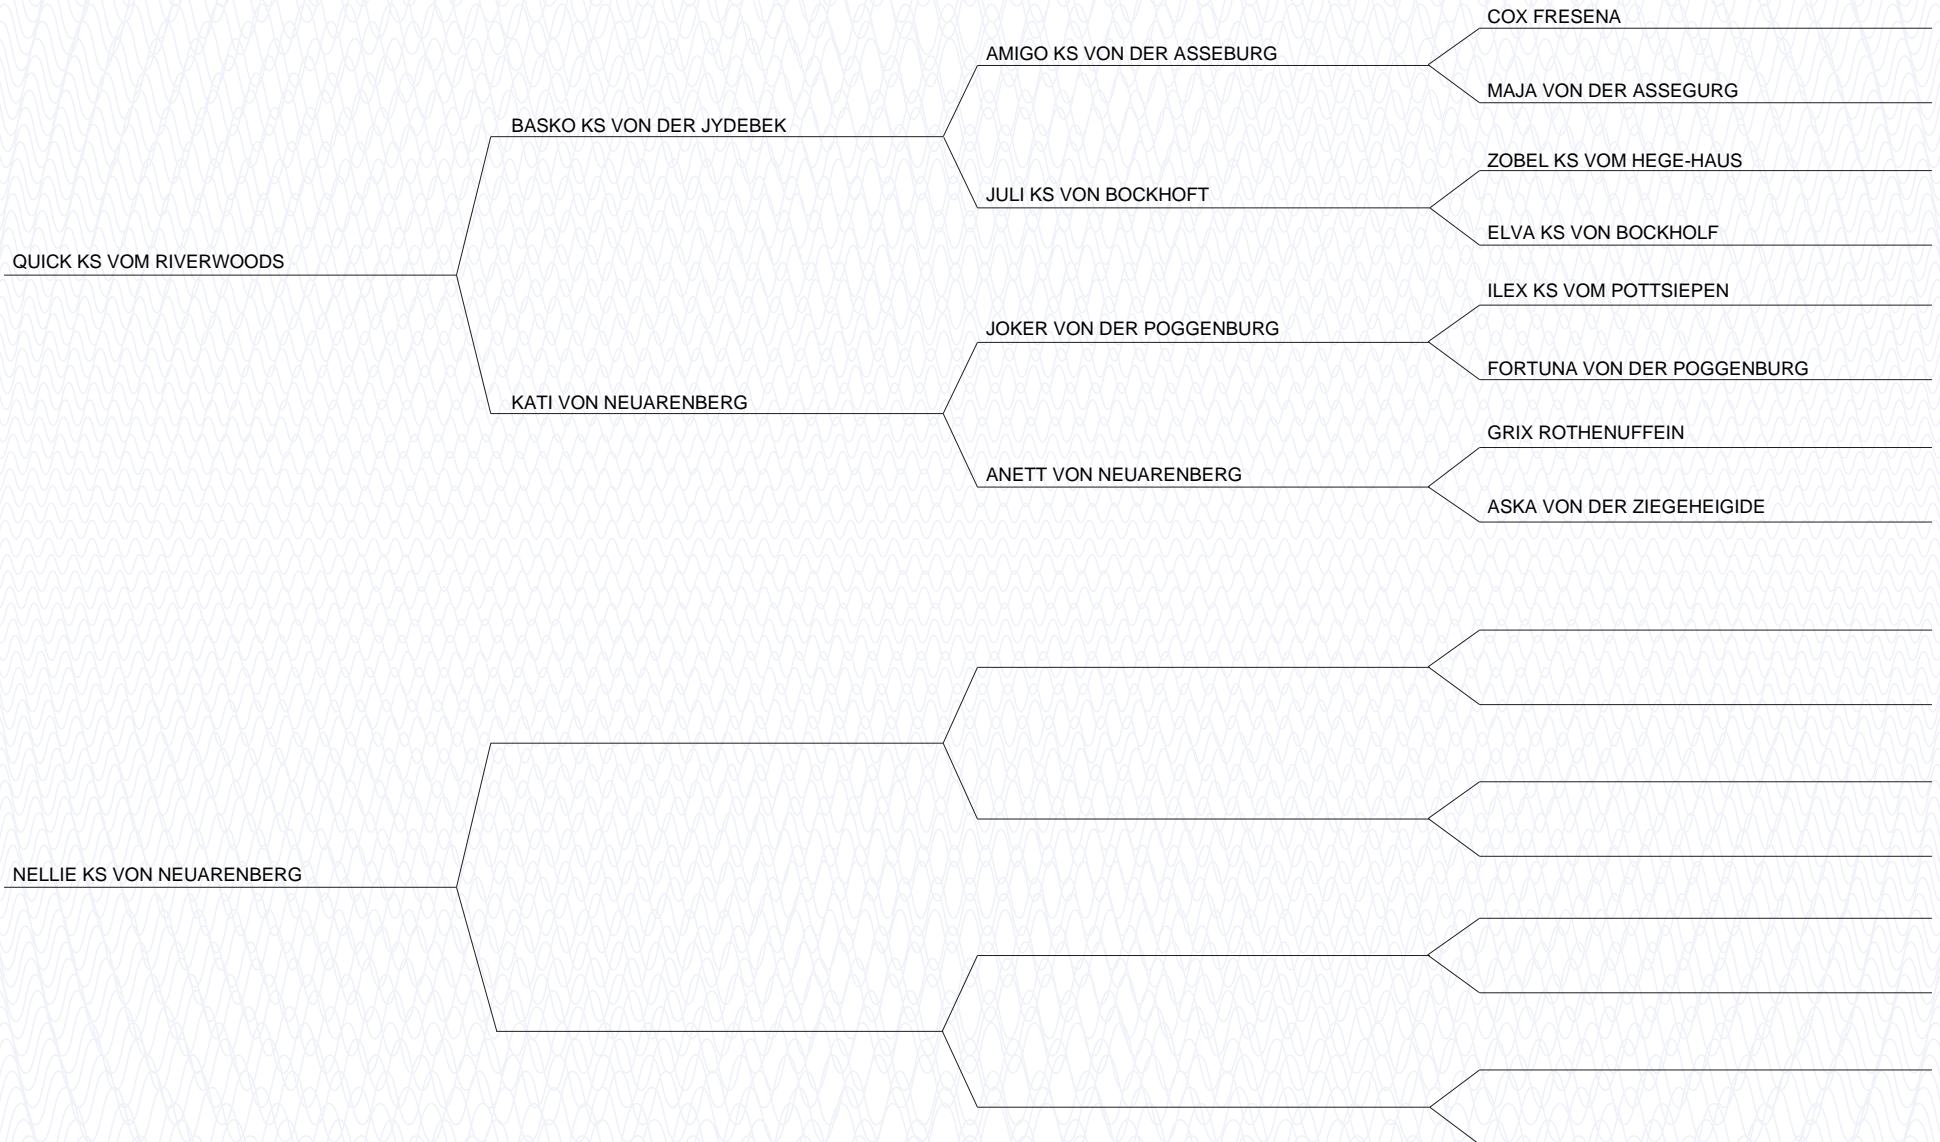 COX FRESENA
AMIGO KS VON DER ASSEBURG
MAJA VON DER ASSEGURG
BASKO KS VON DER JYDEBEK
ZOBEL KS VOM HEGE-HAUS
JULI KS VON BOCKHOFT
ELVA KS VON BOCKHOLF
QUICK KS VOM RIVERWOODS
ILEX KS VOM POTTSIEPEN
JOKER VON DER POGGENBURG
FORTUNA VON DER POGGENBURG
KATI VON NEUARENBERG
GRIX ROTHENUFFEIN
ANETT VON NEUARENBERG
ASKA VON DER ZIEGEHEIGIDE
NELLIE KS VON NEUARENBERG